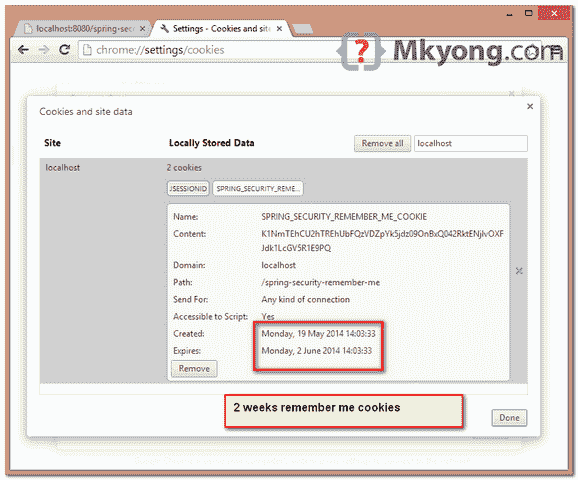 localhost:8080/spring-sec
Settings - Cookies and sit
chrome://settings/cookies
Mkyong.com
Cookies and site data
Site
Locally Stored Data
Remove all
localhost
localhost
2 cookies
JSESSIONID
SPRING_SECURITY_REME...
Name:
SPRING_SECURITY_REMEMBER_ME_COOKIE
Content:
Domain:
localhost
Path:
/spring-security-remember-me
Send For:
Any kind of connection
Accessible to Script:
Yes
Created:
Monday, 19 May 2014 14:03:33
Expires:
Monday, 2 June 2014 14:03:33
Remove
2 weeks remember me cookies
Done